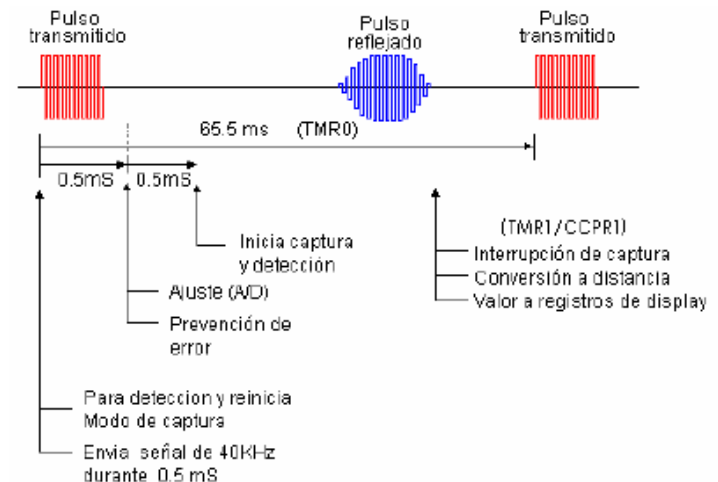 Pulso
transmitido
Pulso
reflejado
Pulso
transmitido
65.5 ms (TMR0)
0.5mS 0.5mS
Inicia captura
y detección
Ajuste (A/D)
Prevención de
error
(TMR1/CCPR1)
Interrupción de captura
Conversión a distancia
Valor a registros de display
Para deteccion y reinicia
Modo de captura
Envia señal de 40KHz
durante 0.5 mS